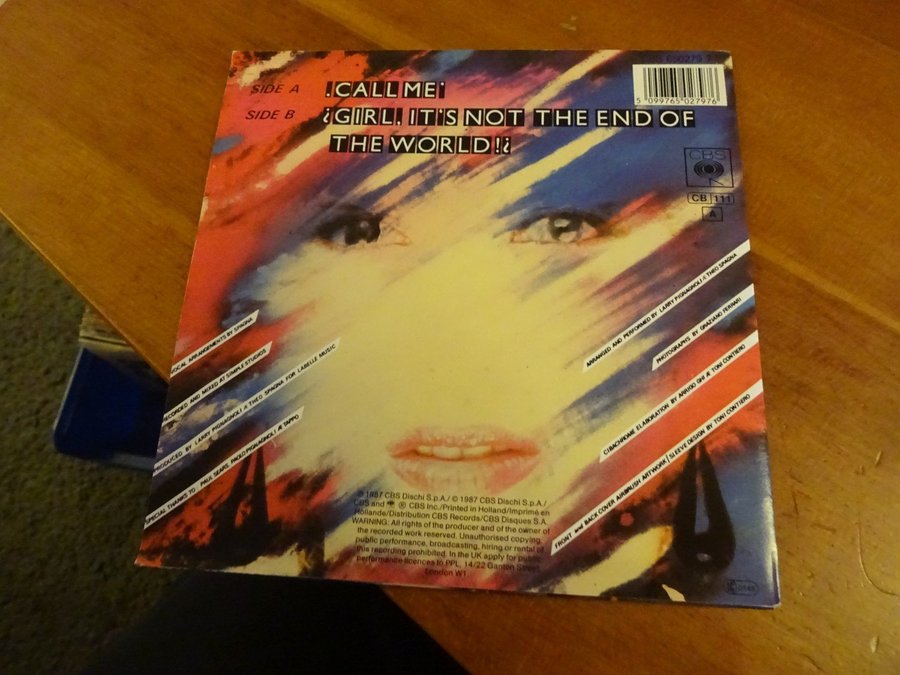 SIDE A .CALL ME'
SIDE B ¿GIRL, IT'S NOT THE END OF
THE WORLD!¿
650279 7
5 099765 027976
CBS
CB 111
A
VOCAL ARRANGEMENTS BY SPAGNA
RECORDED AND MIXED AT SIMPLE STUDIOS
PRODUCED BY LARRY PIGNAGNOLI & THEO SPAGNA FOR LABELLE MUSIC
SPECIAL THANKS TO PAUL SEARS, PAOLO PIGNAGNOLI & TAPPO
ARRANGED AND PERFORMED BY LARRY PIGNAGNOLI & THEO SPAGNA
PHOTOGRAPHS BY GRAZIANO FERRARI
CIBACHROME ELABORATION BY ARRIGO GHI & TONI CONTIERO
FRONT and BACK COVER AIRBRUSH ARTWORK / SLEEVE DESIGN BY TONI CONTIERO
℗ 1987 CBS Dischi S.p.A./ © 1987 CBS Dischi S.p.A./
CBS and ® CBS Inc./Printed in Holland/Imprimé en
Hollande/Distribution CBS Records/CBS Disques S.A.
WARNING: All rights of the producer and of the owner of
the recorded work reserved. Unauthorised copying,
public performance, broadcasting, hiring or rental of
this recording prohibited. In the UK apply for public
performance licences to PPL, 14/22 Ganton Street,
London W1